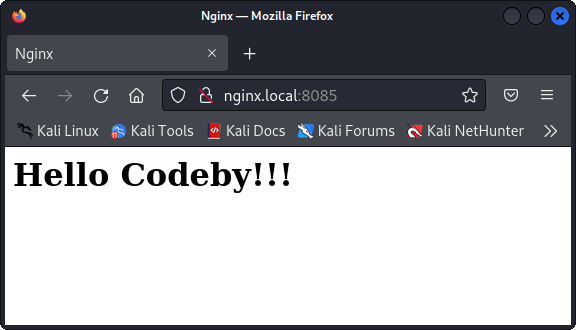 Nginx — Mozilla Firefox
Nginx
nginx.local:8085
Kali Linux Kali Tools Kali Docs Kali Forums Kali NetHunter
Hello Codeby!!!